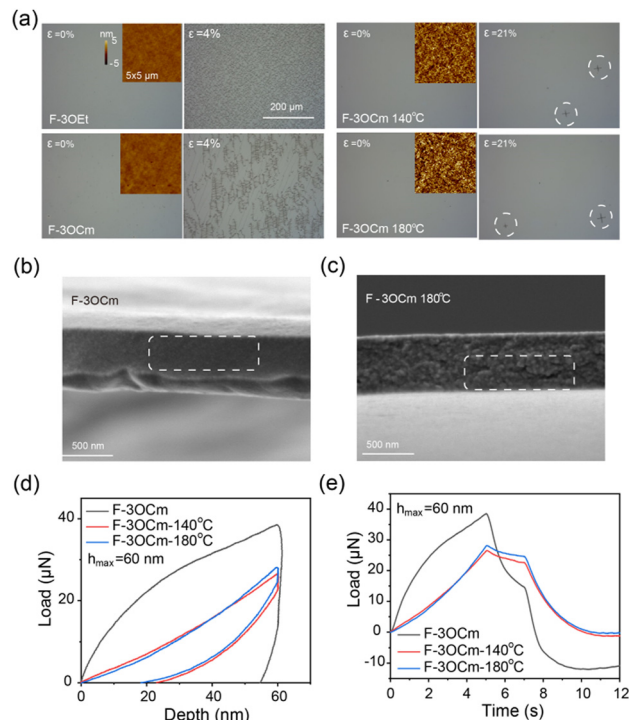 (a)
ε =0%
nm
5
-5
5x5 μm
F-3OEt
ε =4%
200 μm
ε =0%
F-3OCm 140°C
ε =21%
ε =0%
F-3OCm
ε =4%
ε =0%
F-3OCm 180°C
ε =21%
(b)
F-3OCm
500 nm
(c)
F - 3OCm 180°C
500 nm
(d)
F-3OCm
F-3OCm-140°C
F-3OCm-180°C
hmax=60 nm
Load (μN)
40
20
0
0 20 40 60
Depth (nm)
(e)
hmax=60 nm
Load (μN)
40
30
20
10
0
-10
F-3OCm
F-3OCm-140°C
F-3OCm-180°C
0 2 4 6 8 10 12
Time (s)